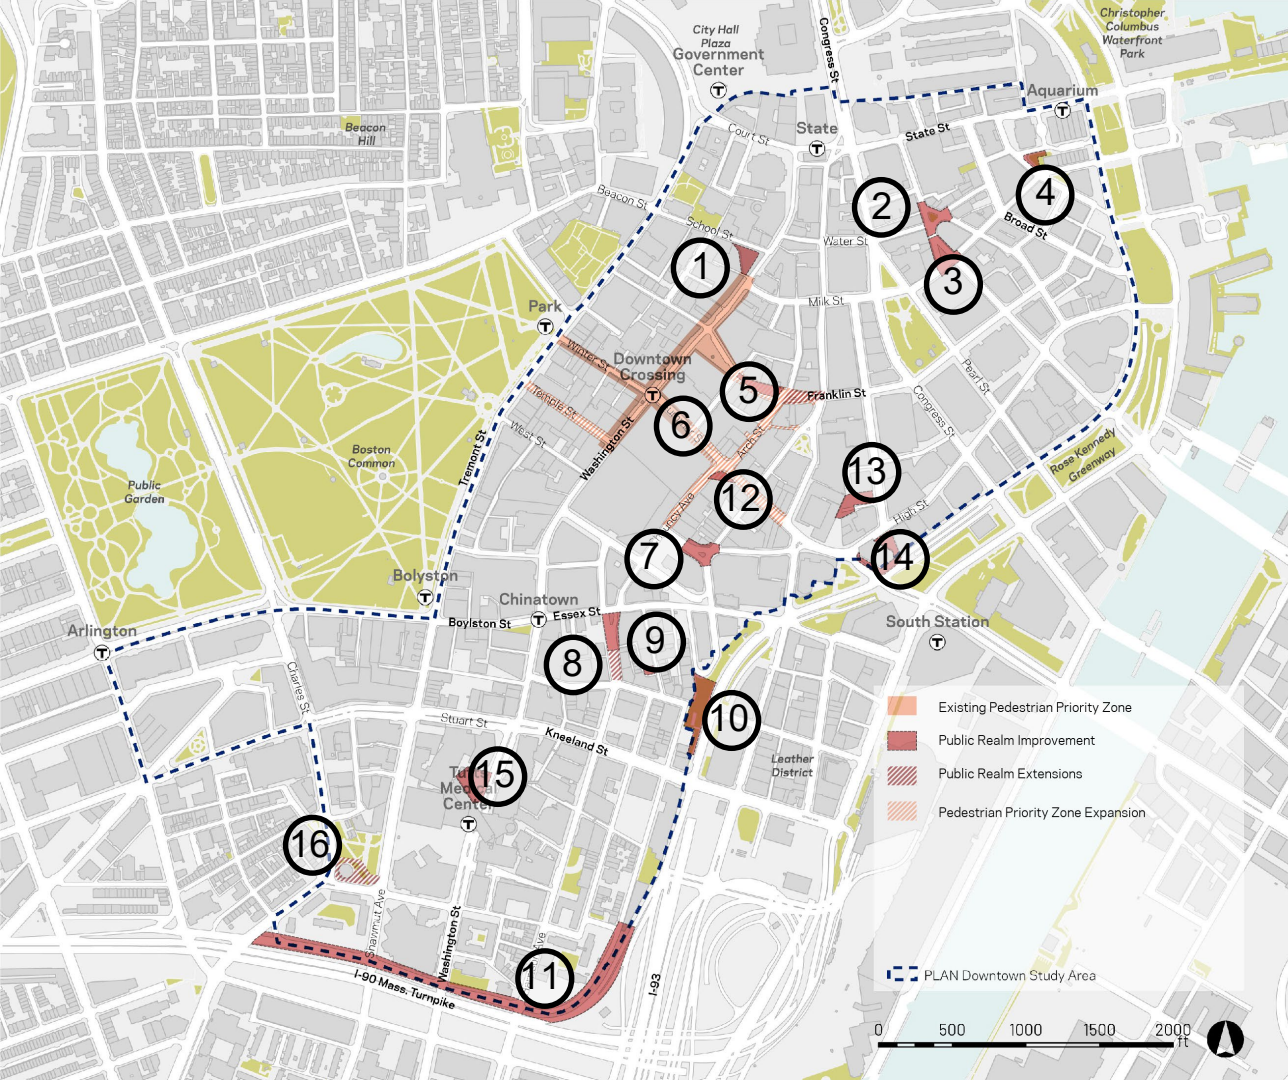 Christopher
Columbus
Waterfront
Park
City Hall
Plaza
Government
Center
T
Congress St
Aquarium
T
State
T
Court St
State St
Beacon
Hill
Beacon St
School St
Water St
Broad St
1
2
3
4
Milk St
Park
T
Winter St
Downtown
Crossing
T
Temple St
West St
Washington St
Tremont St
5
6
Franklin St
Arch St
Pearl St
Congress St
Rose Kennedy
Greenway
Boston
Common
Public
Garden
13
12
High St
7
14
Bolyston
T
Chinatown
T
Essex St
Boylston St
South Station
T
Arlington
T
8
9
10
Charles St
Stuart St
Kneeland St
Leather
District
Tufts
Medical
Center
T
15
16
Shawmut Ave
Washington St
Ave
11
I-90 Mass. Turnpike
I-93
Existing Pedestrian Priority Zone
Public Realm Improvement
Public Realm Extensions
Pedestrian Priority Zone Expansion
PLAN Downtown Study Area
0 500 1000 1500 2000
ft